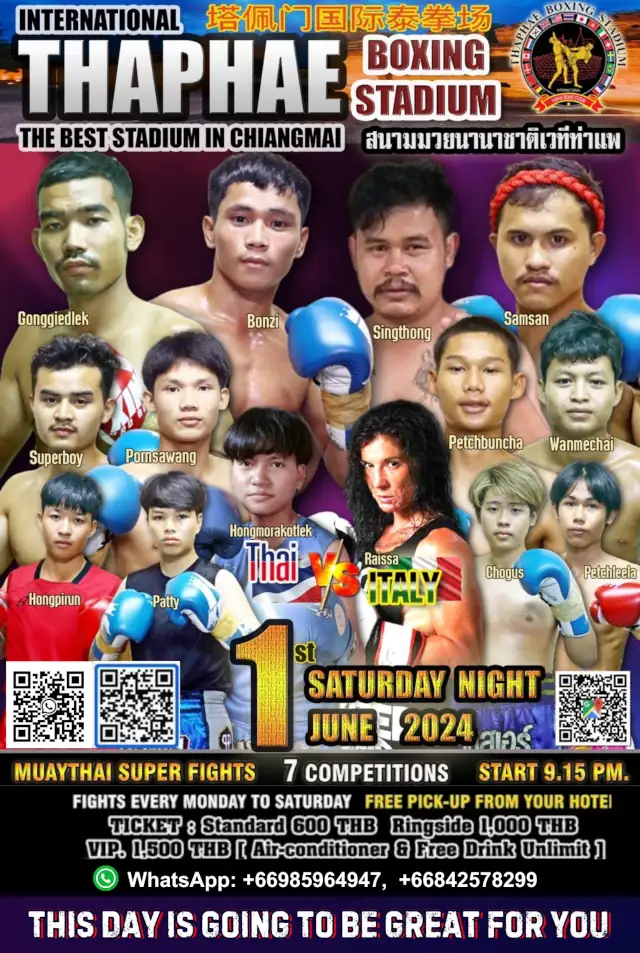 INTERNATIONAL
塔佩门国际泰拳场
THAPHAE
BOXING
STADIUM
THAPHAE BOXING STADIUM
THE BEST STADIUM IN CHIANGMAI
สนามมวยนานาชาติเวทีท่าแพ
Gonggiedlek
Bonzi
Singthong
Samsan
Superboy
Pornsawang
Petchbuncha
Wanmechai
Hongmorakotlek
Raissa
Thai
Vs
ITALY
Chogus
Petchleela
Hongpirun
Patty
1st
SATURDAY NIGHT
JUNE 2024
MUAYTHAI SUPER FIGHTS 7 COMPETITIONS START 9.15 PM.
FIGHTS EVERY MONDAY TO SATURDAY FREE PICK-UP FROM YOUR HOTEl
TICKET : Standard 600 THB Ringside 1,000 THB
VIP. 1,500 THB [ Air-conditioner & Free Drink Unlimit ]
WhatsApp: +66985964947, +66842578299
THIS DAY IS GOING TO BE GREAT FOR YOU